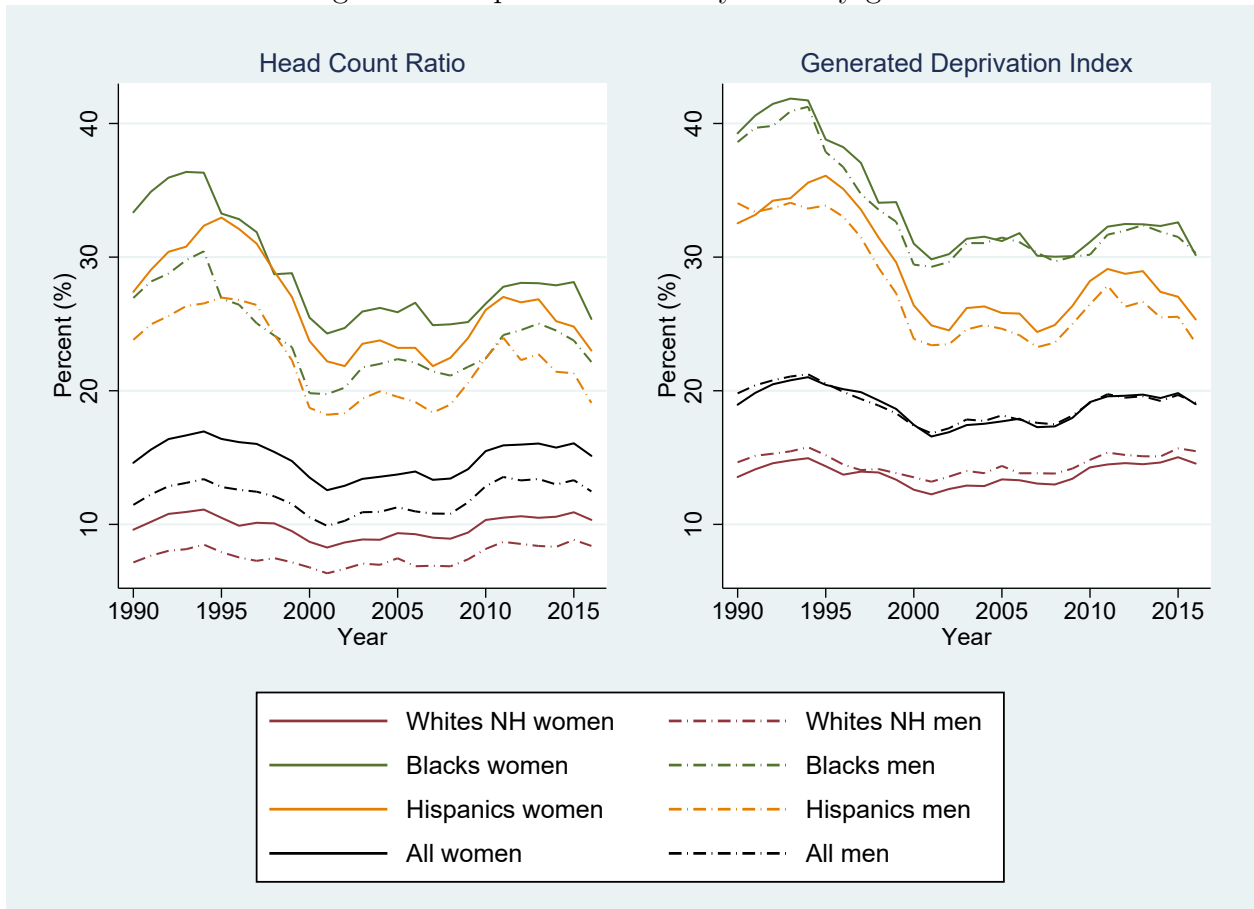 Head Count Ratio
Percent (%)
40
30
20
10
1990 1995 2000 2005 2010 2015
Year
Generated Deprivation Index
Percent (%)
40
30
20
10
1990 1995 2000 2005 2010 2015
Year
Whites NH women Whites NH men
Blacks women Blacks men
Hispanics women Hispanics men
All women All men